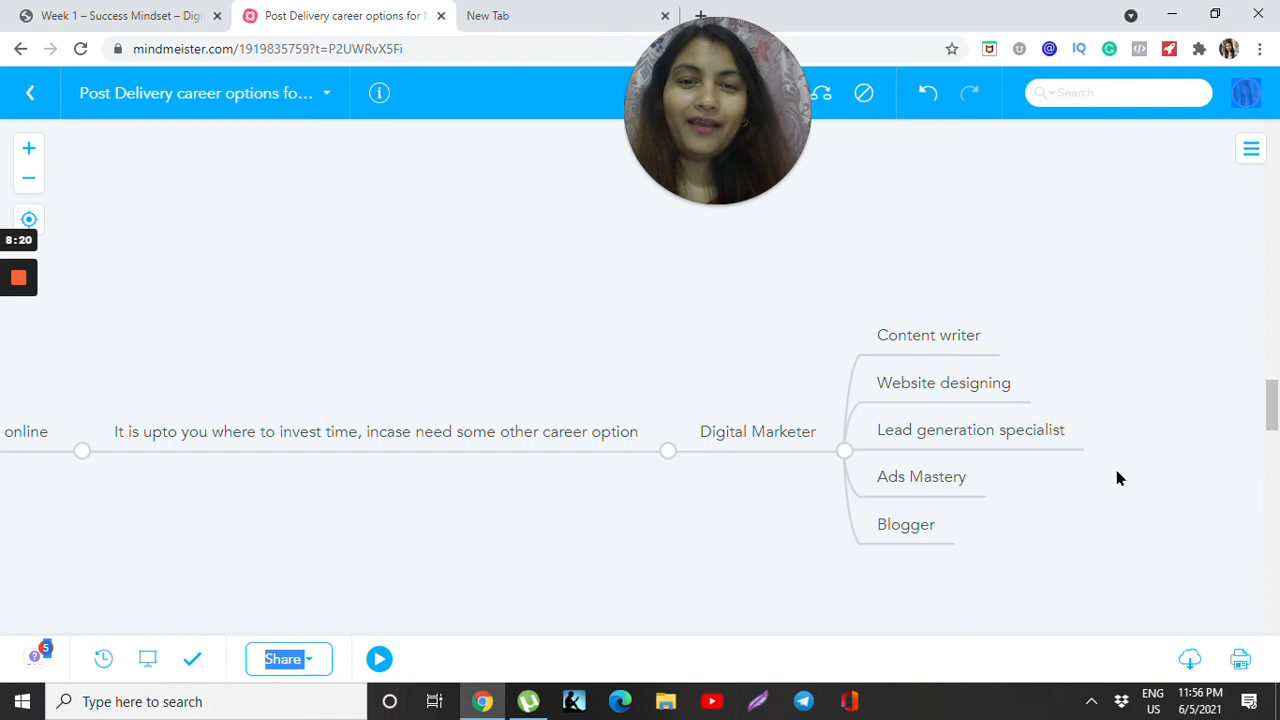 Week 1 – Success Mindset – Digi
Post Delivery career options for M
New Tab
mindmeister.com/1919835759?t=P2UWRvX5Fi
IQ
Post Delivery career options fo...
Search
8:20
Content writer
Website designing
online
It is upto you where to invest time, incase need some other career option
Digital Marketer
Lead generation specialist
Ads Mastery
Blogger
5
Share
Type here to search
ENG
US
11:56 PM
6/5/2021